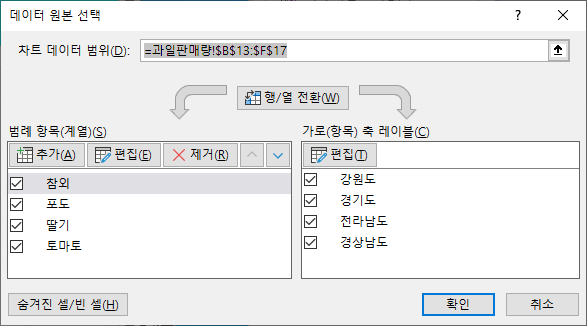 데이터 원본 선택
? ×
차트 데이터 범위(D): =과일판매량!$B$13:$F$17
행/열 전환(W)
범례 항목(계열)(S)
추가(A) 편집(E) 제거(R)
참외
포도
딸기
토마토
가로(항목) 축 레이블(C)
편집(T)
강원도
경기도
전라남도
경상남도
숨겨진 셀/빈 셀(H) 확인 취소